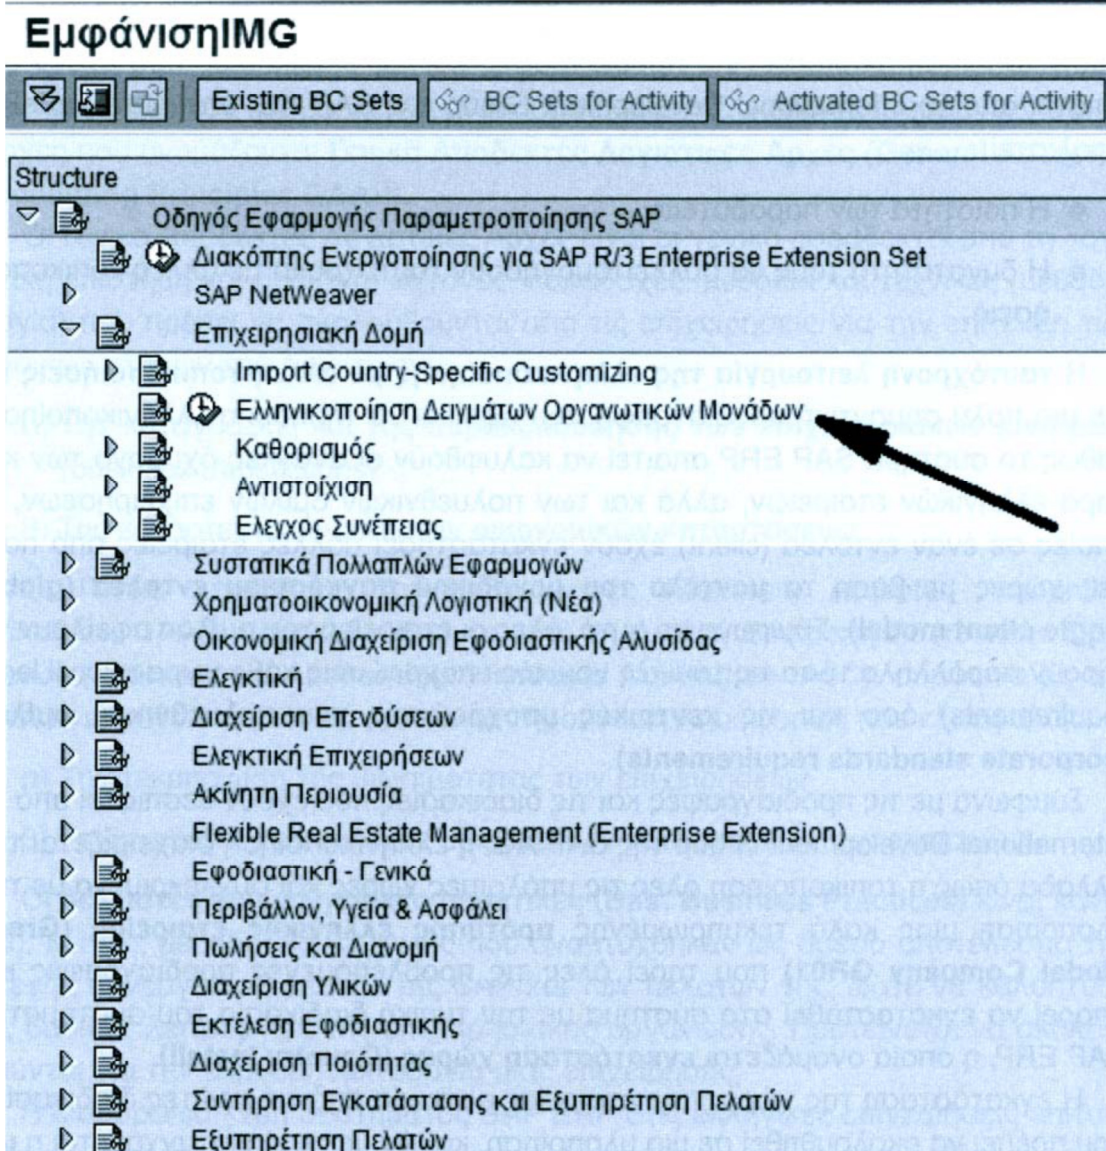 ΕμφάνισηIMG
Existing BC Sets BC Sets for Activity Activated BC Sets for Activity
Structure
Οδηγός Εφαρμογής Παραμετροποίησης SAP
Διακόπτης Ενεργοποίησης για SAP R/3 Enterprise Extension Set
SAP NetWeaver
Επιχειρησιακή Δομή
Import Country-Specific Customizing
Ελληνικοποίηση Δειγμάτων Οργανωτικών Μονάδων
Καθορισμός
Αντιστοίχιση
Ελεγχος Συνέπειας
Συστατικά Πολλαπλών Εφαρμογών
Χρηματοοικονομική Λογιστική (Νέα)
Οικονομική Διαχείριση Εφοδιαστικής Αλυσίδας
Ελεγκτική
Διαχείριση Επενδύσεων
Ελεγκτική Επιχειρήσεων
Ακίνητη Περιουσία
Flexible Real Estate Management (Enterprise Extension)
Εφοδιαστική - Γενικά
Περιβάλλον, Υγεία & Ασφάλει
Πωλήσεις και Διανομή
Διαχείριση Υλικών
Εκτέλεση Εφοδιαστικής
Διαχείριση Ποιότητας
Συντήρηση Εγκατάστασης και Εξυπηρέτηση Πελατών
Εξυπηρέτηση Πελατών